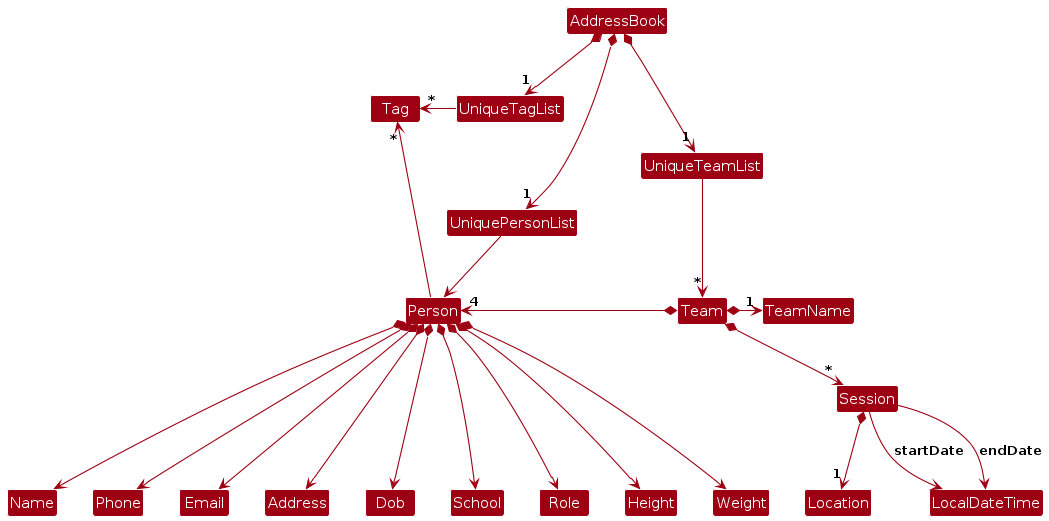 AddressBook
1
Tag
*
UniqueTagList
*
1
UniqueTeamList
1
UniquePersonList
*
Person
4
Team
1
TeamName
*
Session
startDate
endDate
1
Name
Phone
Email
Address
Dob
School
Role
Height
Weight
Location
LocalDateTime